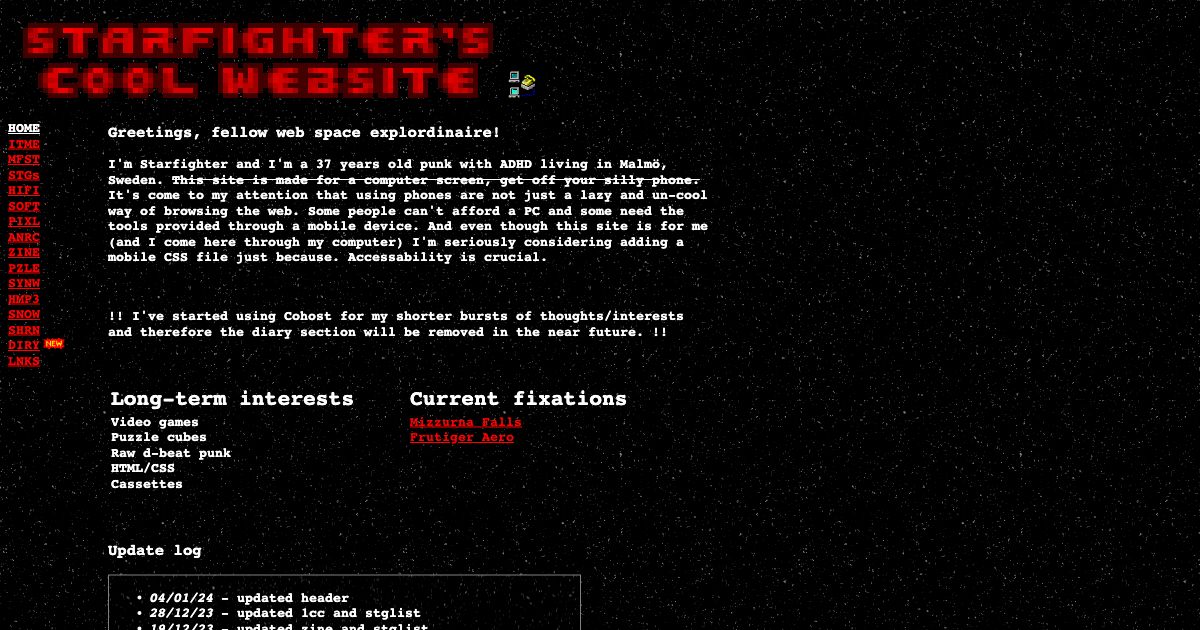 STARFIGHTER'S
COOL WEBSITE
HOME
ITME
MFST
STGs
HIFI
SOFT
PIXL
ANRC
ZINE
PZLE
SYNW
HMP3
SNOW
SHRN
DIRY NEW
LNKS
Greetings, fellow web space explordinaire!
I'm Starfighter and I'm a 37 years old punk with ADHD living in Malmö,
Sweden. This site is made for a computer screen, get off your silly phone.
It's come to my attention that using phones are not just a lazy and un-cool
way of browsing the web. Some people can't afford a PC and some need the
tools provided through a mobile device. And even though this site is for me
(and I come here through my computer) I'm seriously considering adding a
mobile CSS file just because. Accessability is crucial.
!! I've started using Cohost for my shorter bursts of thoughts/interests
and therefore the diary section will be removed in the near future. !!
Long-term interests
Video games
Puzzle cubes
Raw d-beat punk
HTML/CSS
Cassettes
Current fixations
Mizzurna Falls
Frutiger Aero
Update log
• 04/01/24 - updated header
• 28/12/23 - updated 1cc and stglist
• 19/12/23 - updated zine and stglist